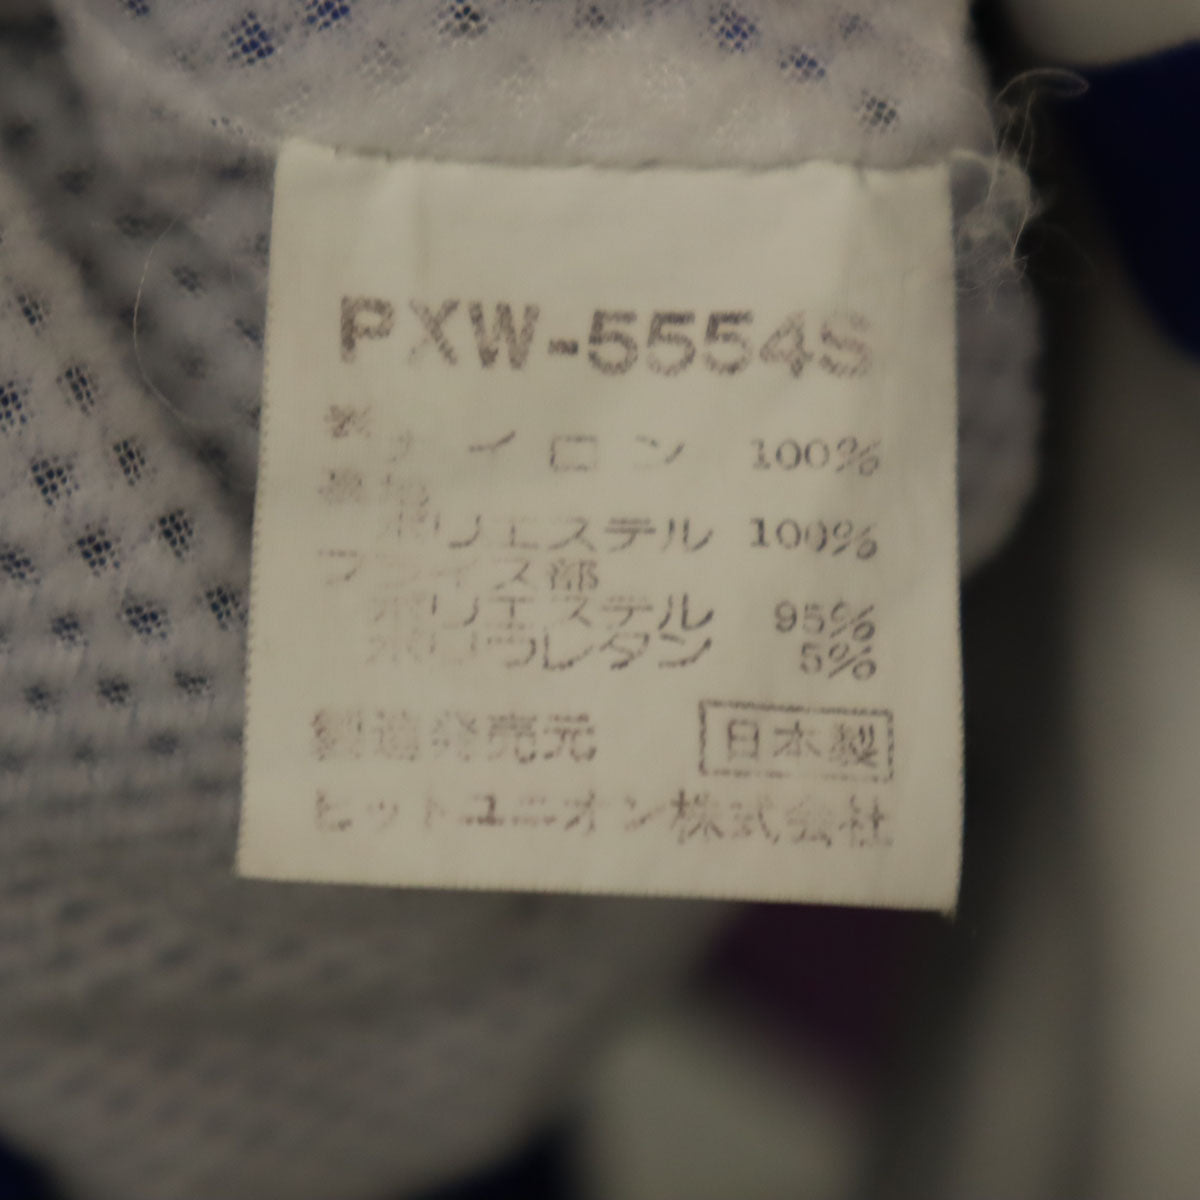 PXW-5554S
表
ナイロン 100%
裏地
ポリエステル 100%
フライス部
ポリエステル 95%
ポリウレタン 5%
製造発売元 日本製
ヒットユニオン株式会社